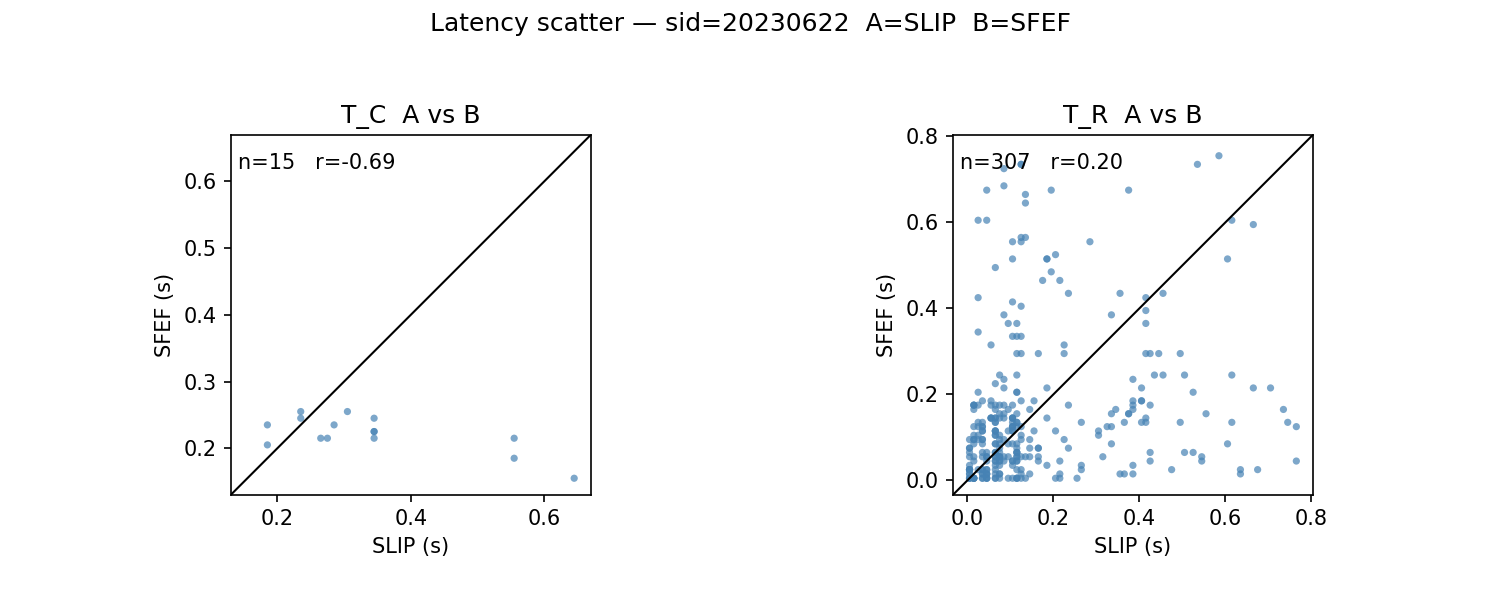 Latency scatter — sid=20230622  A=SLIP  B=SFEF
T_C  A vs B
n=15   r=-0.69
0.6
0.5
0.4
0.3
0.2
SFEF (s)
0.2
0.4
0.6
SLIP (s)
T_R  A vs B
n=307   r=0.20
0.8
0.6
0.4
0.2
0.0
SFEF (s)
0.0
0.2
0.4
0.6
0.8
SLIP (s)